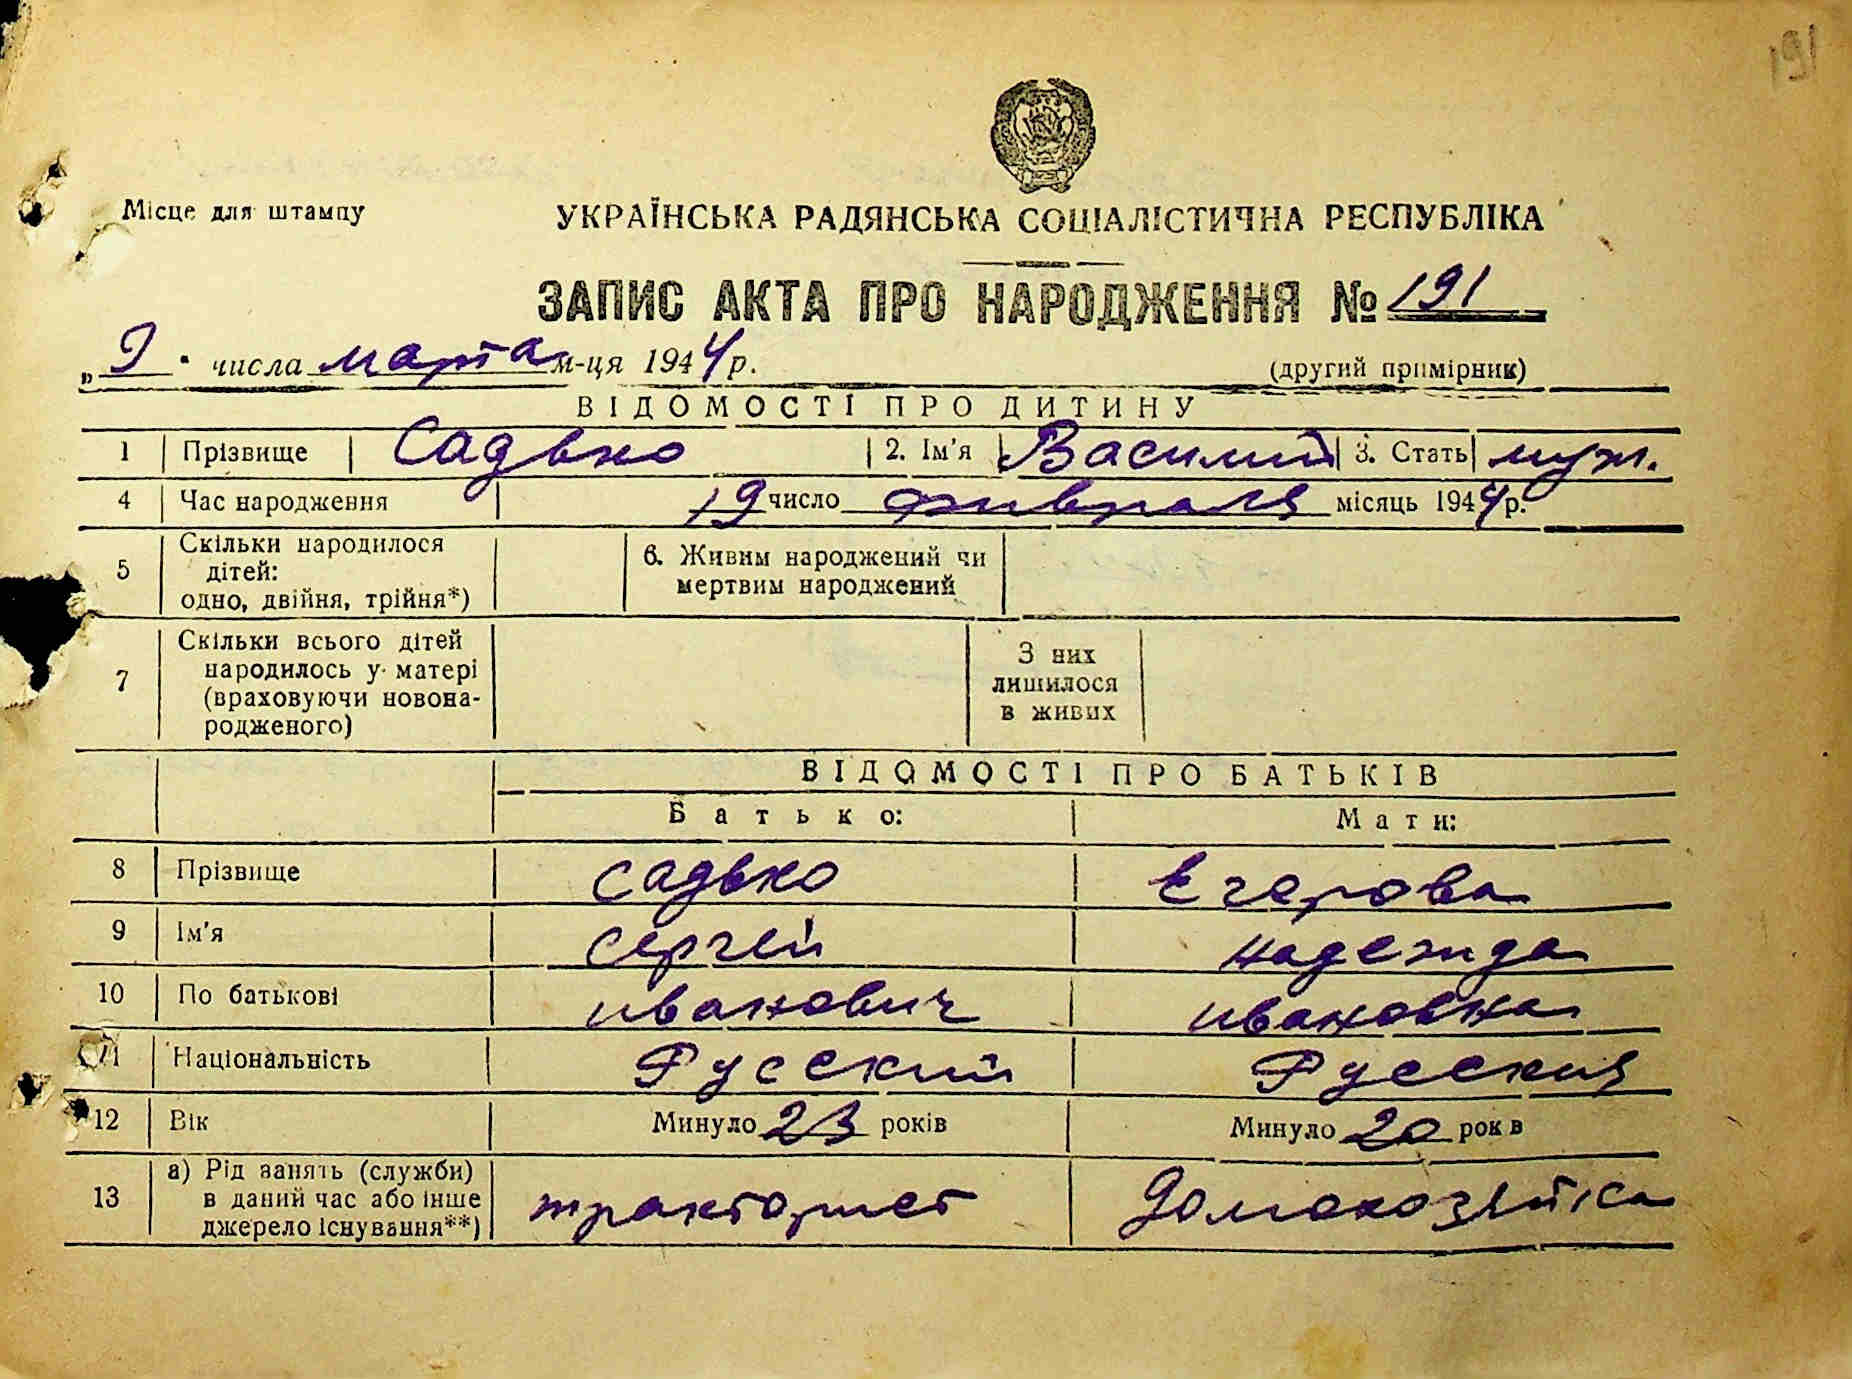 191
Місце для штампу
УКРАЇНСЬКА РАДЯНСЬКА СОЦІАЛІСТИЧНА РЕСПУБЛІКА
ЗАПИС АКТА ПРО НАРОДЖЕННЯ № 191
„ 9 " числа марта м-ця 1944 р.
(другий примірник)
ВІДОМОСТІ ПРО ДИТИНУ
1 Прізвище Садько 2. Ім'я Василий 3. Стать муж.
4 Час народження 19 число февраля місяць 1944 р.
5 Скільки народилося дітей: одно, двійня, трійня*) 6. Живим народжений чи мертвим народжений
7 Скільки всього дітей народилось у матері (враховуючи новонародженого) З них лишилося в живих
ВІДОМОСТІ ПРО БАТЬКІВ
Батько: Мати:
8 Прізвище Садько Егерова
9 Ім'я Сергей Надежда
10 По батькові Иванович Ивановна
11 Національність Русский Русская
12 Вік Минуло 23 років Минуло 20 рок в
13 а) Рід занять (служби) в даний час або інше джерело існування**) тракторист домохозяйка